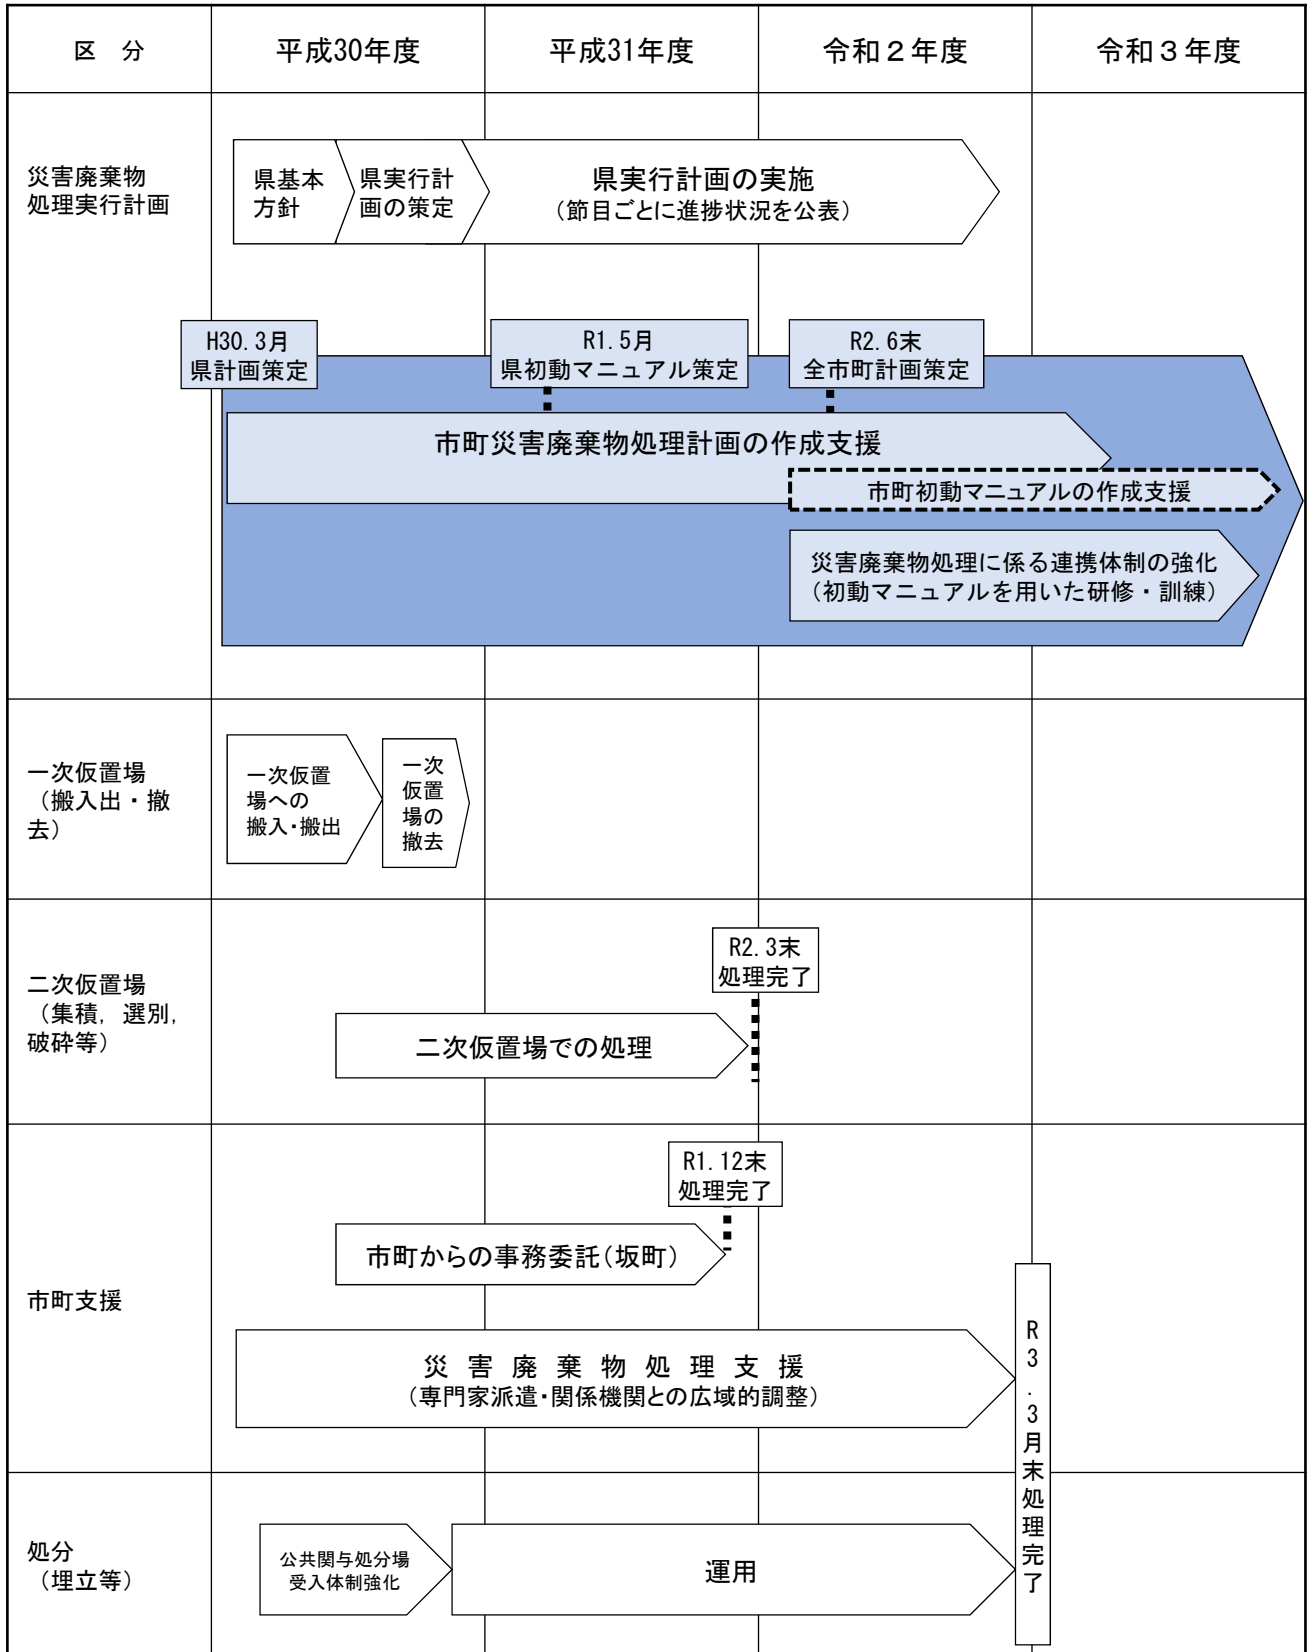 区　分
平成30年度
平成31年度
令和２年度
令和３年度
災害廃棄物
処理実行計画
県基本
方針
県実行計
画の策定
県実行計画の実施
（節目ごとに進捗状況を公表）
H30.3月
県計画策定
R1.5月
県初動マニュアル策定
R2.6末
全市町計画策定
市町災害廃棄物処理計画の作成支援
市町初動マニュアルの作成支援
災害廃棄物処理に係る連携体制の強化
（初動マニュアルを用いた研修・訓練）
一次仮置場
（搬入出・撤
去）
一次仮置
場への
搬入・搬出
一次
仮置
場の
撤去
二次仮置場
（集積，選別，
破砕等）
R2.3末
処理完了
二次仮置場での処理
市町支援
R1.12末
処理完了
市町からの事務委託（坂町）
災害廃棄物処理支援
（専門家派遣・関係機関との広域的調整）
R3.3月末処理完了
処分
（埋立等）
公共関与処分場
受入体制強化
運用